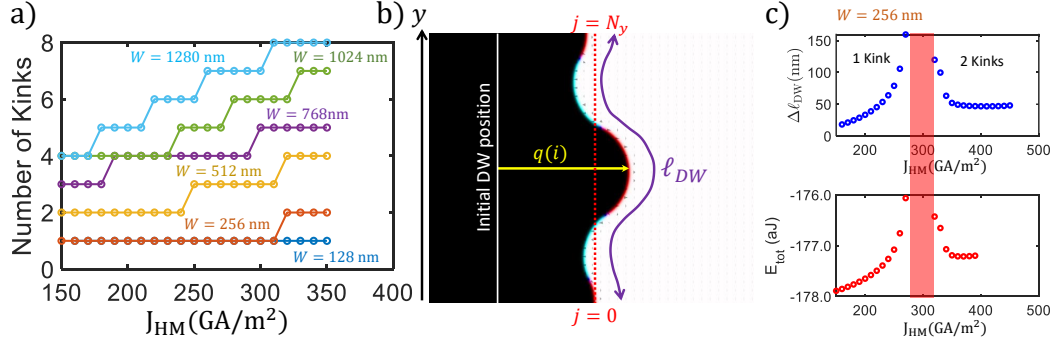 a)
Number of Kinks
8
6
4
2
0
W = 1280 nm
W = 1024 nm
W = 768nm
W = 512 nm
W = 256 nm
W = 128 nm
150 200 250 300 350 400
J_HM(GA/m²)
b)
y
j = N_y
Initial DW position
q(i)
ℓ_DW
j = 0
c)
W = 256 nm
Δℓ_DW(nm)
150
100
50
0
1 Kink
2 Kinks
200 300 400 500
J_HM(GA/m²)
E_tot (aJ)
-176.0
-177.0
-178.0
200 300 400 500
J_HM(GA/m²)